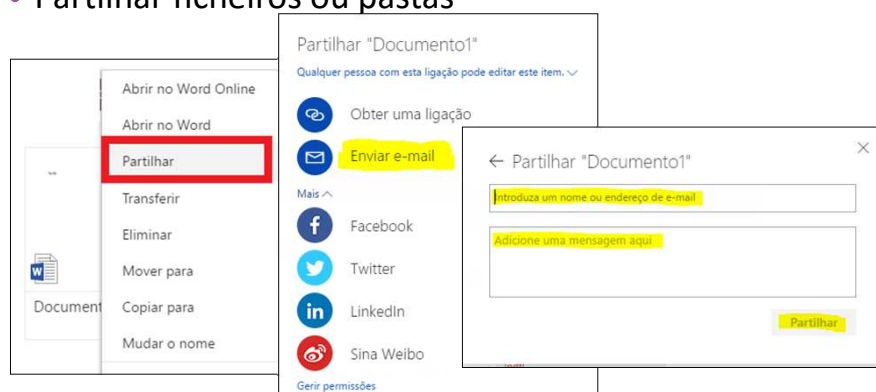 • Partilhar ficheiros ou pastas
Abrir no Word Online
Abrir no Word
Partilhar
Transferir
Eliminar
Mover para
Copiar para
Mudar o nome
Document
Partilhar "Documento1"
Qualquer pessoa com esta ligação pode editar este item.
Obter uma ligação
Enviar e-mail
Mais
Facebook
Twitter
LinkedIn
Sina Weibo
Gerir permissões
← Partilhar "Documento1"
Introduza um nome ou endereço de e-mail
Adicione uma mensagem aqui
Partilhar